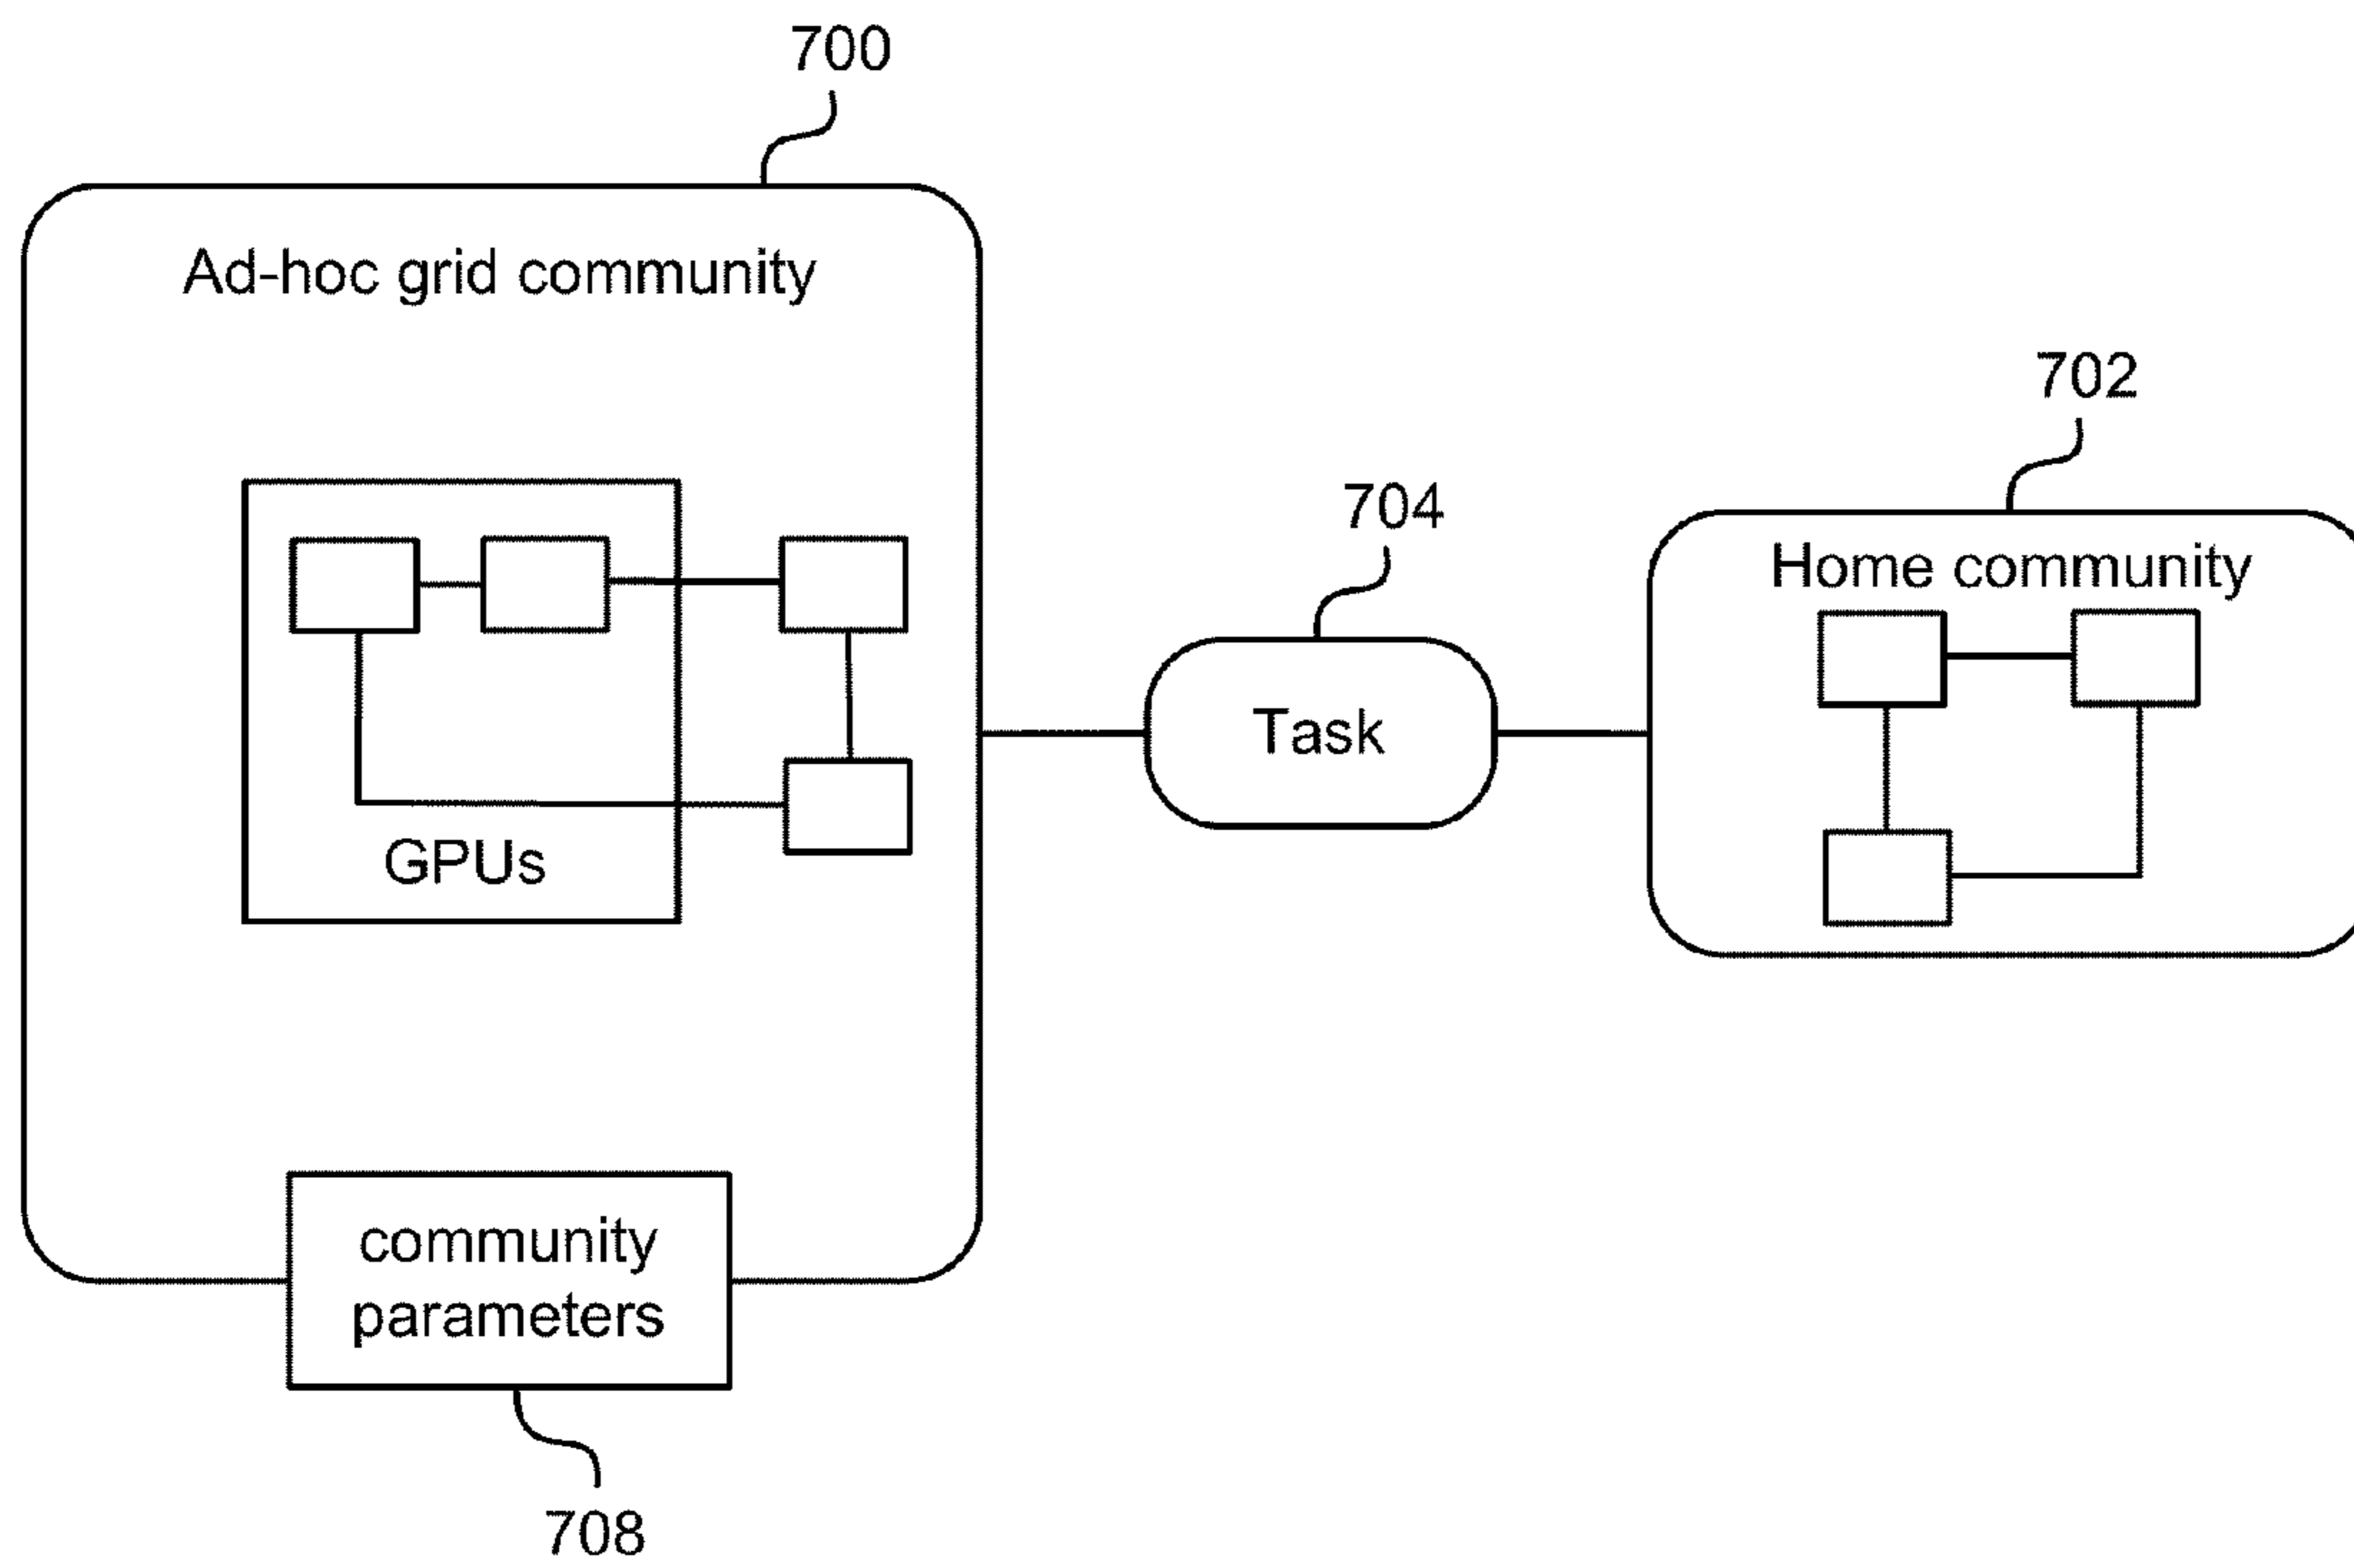 700
Ad-hoc grid community
702
704
Home community
Task
GPUs
community
parameters
708